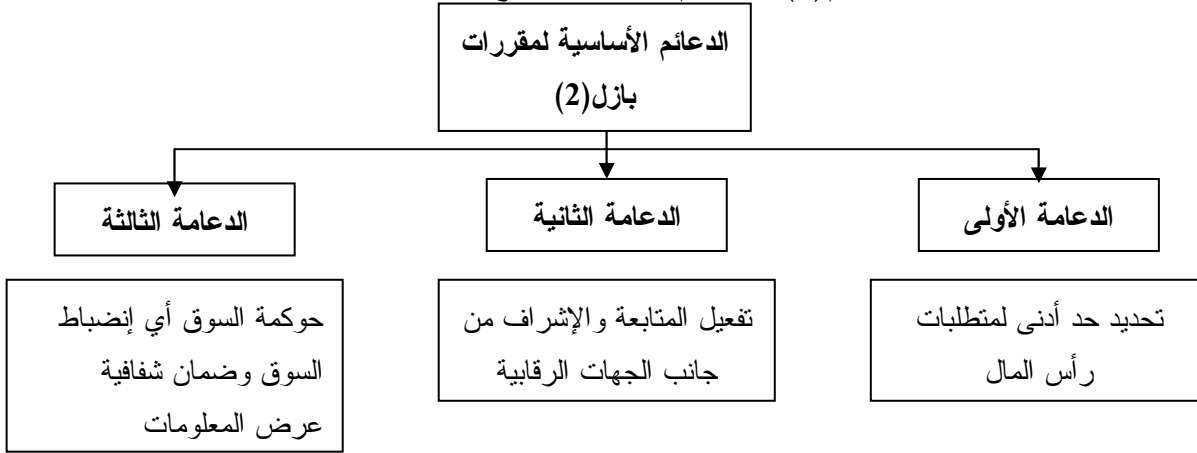 الدعائم الأساسية لمقررات
بازل(2)
الدعامة الأولى
الدعامة الثانية
الدعامة الثالثة
تحديد حد أدنى لمتطلبات
رأس المال
تفعيل المتابعة والإشراف من
جانب الجهات الرقابية
حوكمة السوق أي إنضباط
السوق وضمان شفافية
عرض المعلومات